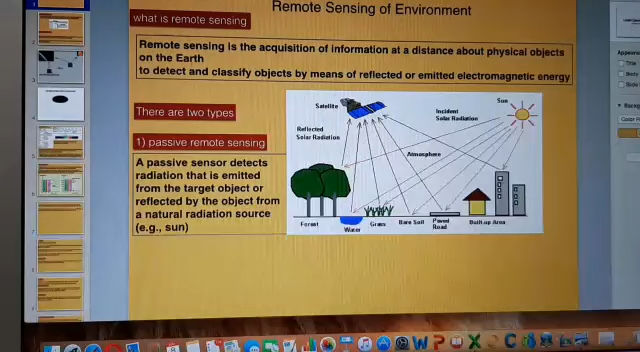 Remote Sensing of Environment
what is remote sensing
Remote sensing is the acquisition of information at a distance about physical objects
on the Earth
to detect and classify objects by means of reflected or emitted electromagnetic energy
There are two types
1) passive remote sensing
A passive sensor detects
radiation that is emitted
from the target object or
reflected by the object from
a natural radiation source
(e.g., sun)
Satellite
Sun
Incident
Solar Radiation
Reflected
Solar Radiation
Atmosphere
Forest
Water
Grass
Bare Soil
Paved
Road
Built-up Area